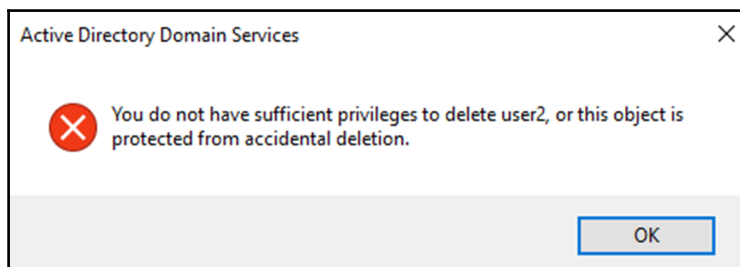 Active Directory Domain Services
You do not have sufficient privileges to delete user2, or this object is
protected from accidental deletion.
OK